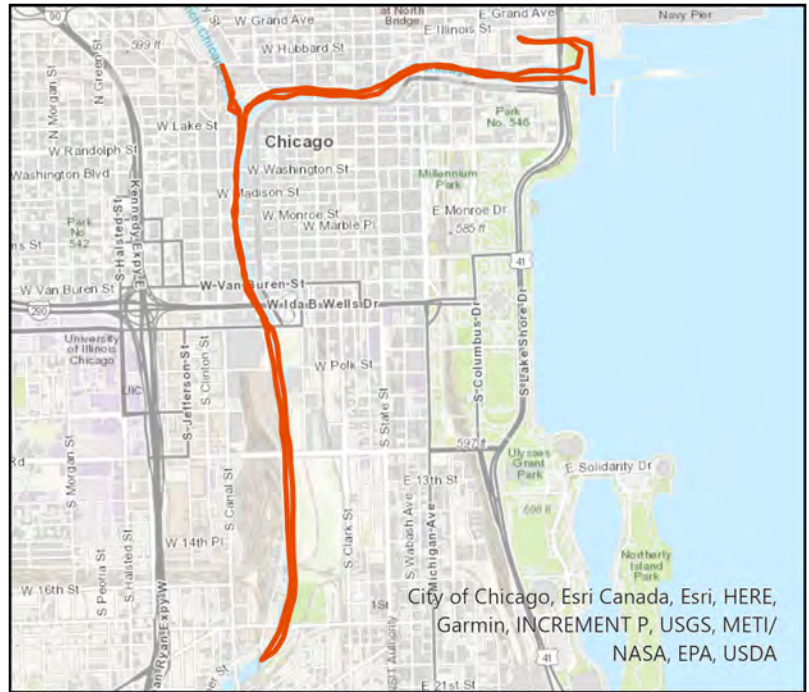 90
W Grand Ave
at North
Bridge
E Grand Ave
E Illinois St
Navy Pier
599 ft
W Hubbard St
N Morgan St
N Green St
W Lake St
Park
No. 546
W Randolph St
Chicago
Washington Blvd
W Washington St
Millennium
Park
W Madison St
Kennedy Expy E
S Halsted St
Park
No
542
W Monroe St
W Marble Pl
E Monroe Dr
585 ft
41
W Van Buren St
W Van Buren St
290
W Ida B Wells Dr
S Columbus Dr
S Lake Shore Dr
University
of Illinois
Chicago
UIC
S Jefferson St
S Clinton St
W Polk St
S State St
597 ft
Rd
S Morgan St
S Canal St
E 13th St
Ulysses
Grant
Park
E Solidarity Dr
598 ft
W 14th Pl
S Clark St
S Wabash Ave
Michigan Ave
Northerly
Island
Park
W 16th St
S Peoria St
S Halsted St
an Ryan Expy W
City of Chicago, Esri Canada, Esri, HERE,
Garmin, INCREMENT P, USGS, METI/
NASA, EPA, USDA
41
E 21st St